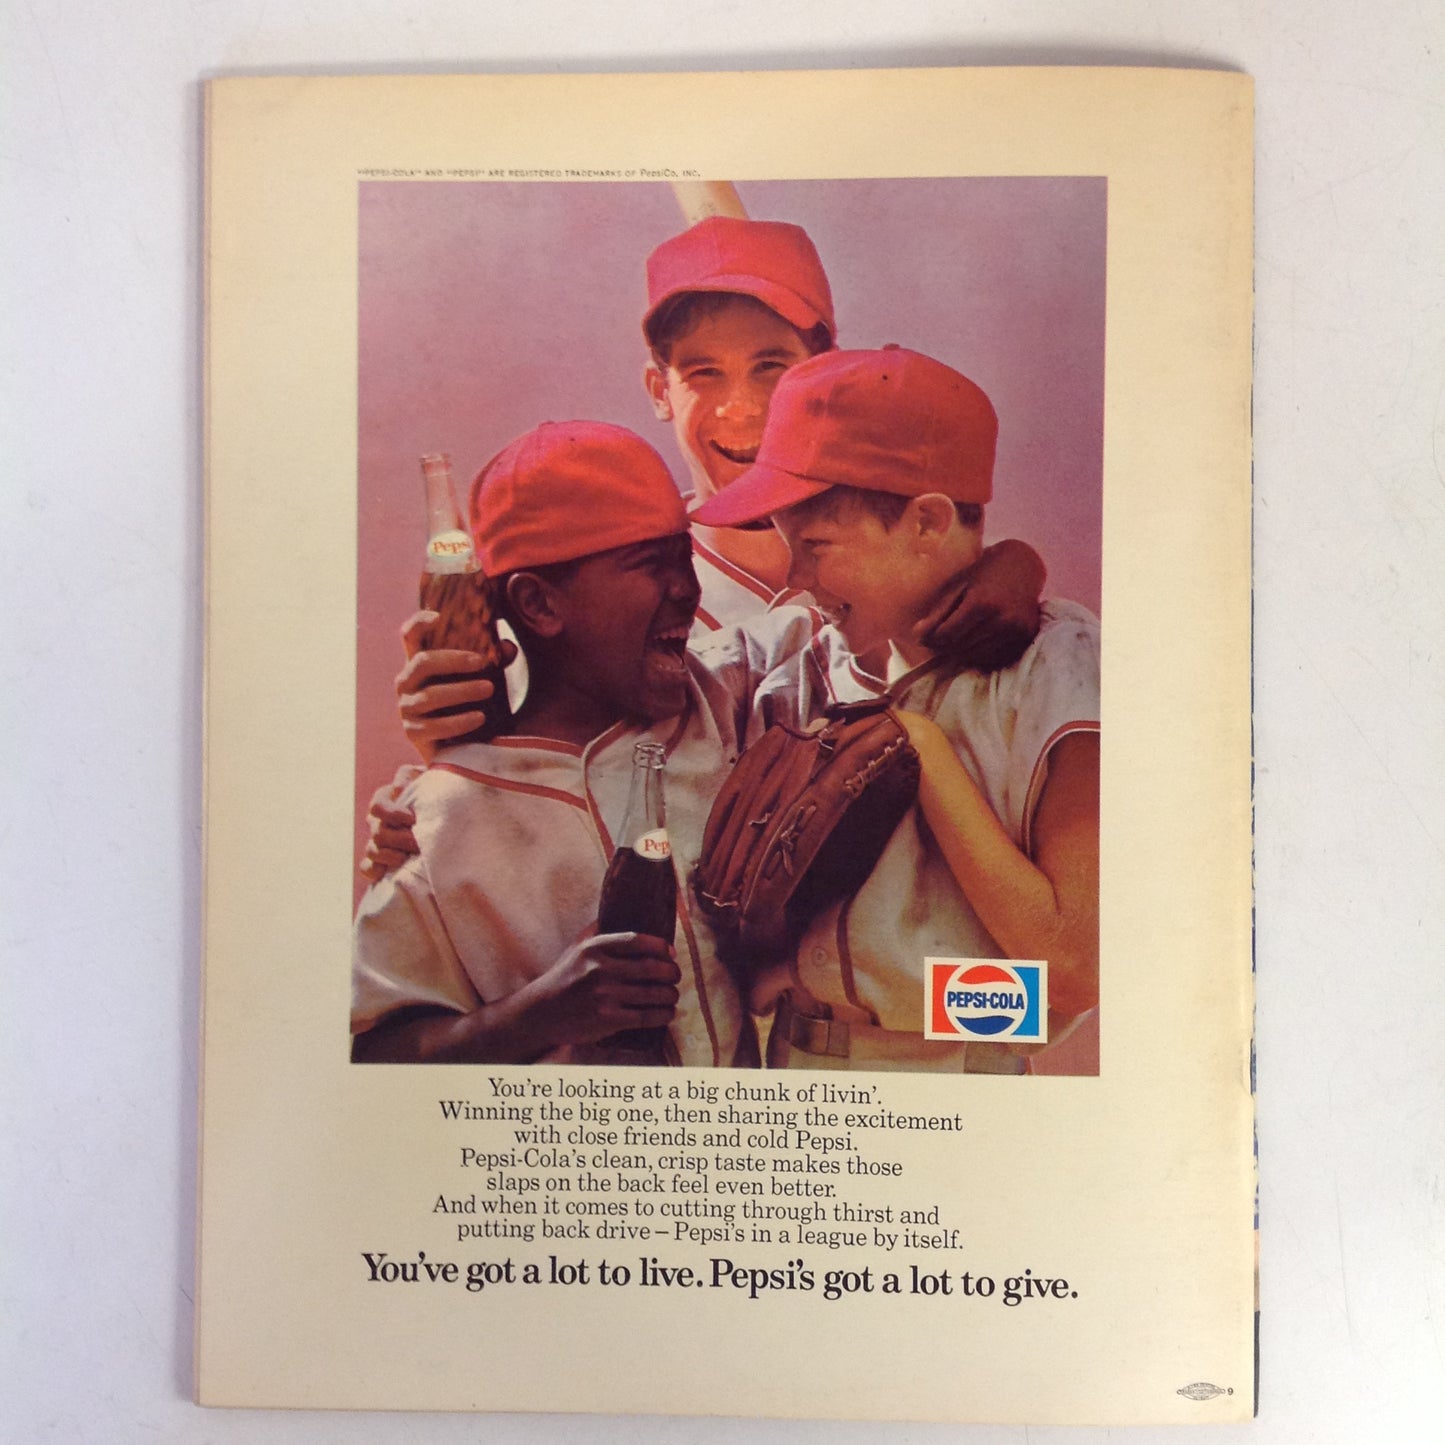 "PEPSI-COLA" AND "PEPSI" ARE REGISTERED TRADEMARKS OF PepsiCo, INC.
Pepsi
Pep
PEPSI-COLA
You're looking at a big chunk of livin'.
Winning the big one, then sharing the excitement
with close friends and cold Pepsi.
Pepsi-Cola's clean, crisp taste makes those
slaps on the back feel even better.
And when it comes to cutting through thirst and
putting back drive – Pepsi's in a league by itself.
You've got a lot to live. Pepsi's got a lot to give.
9